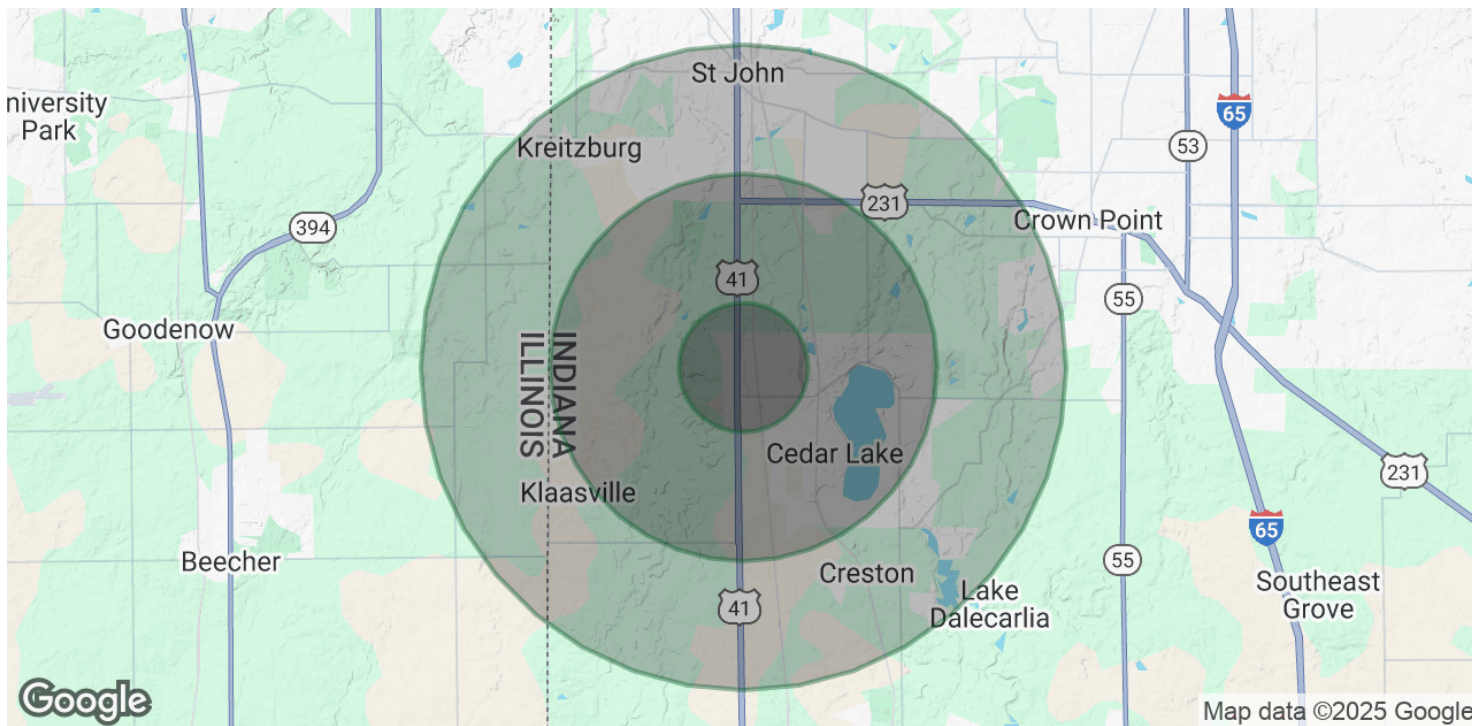 St John
niversity
Park
65
Kreitzburg
53
231
Crown Point
394
41
55
Goodenow
INDIANA
ILLINOIS
Cedar Lake
231
Klaasville
65
Beecher
55
Creston
Lake
Dalecarlia
Southeast
Grove
41
Google
Map data ©2025 Google